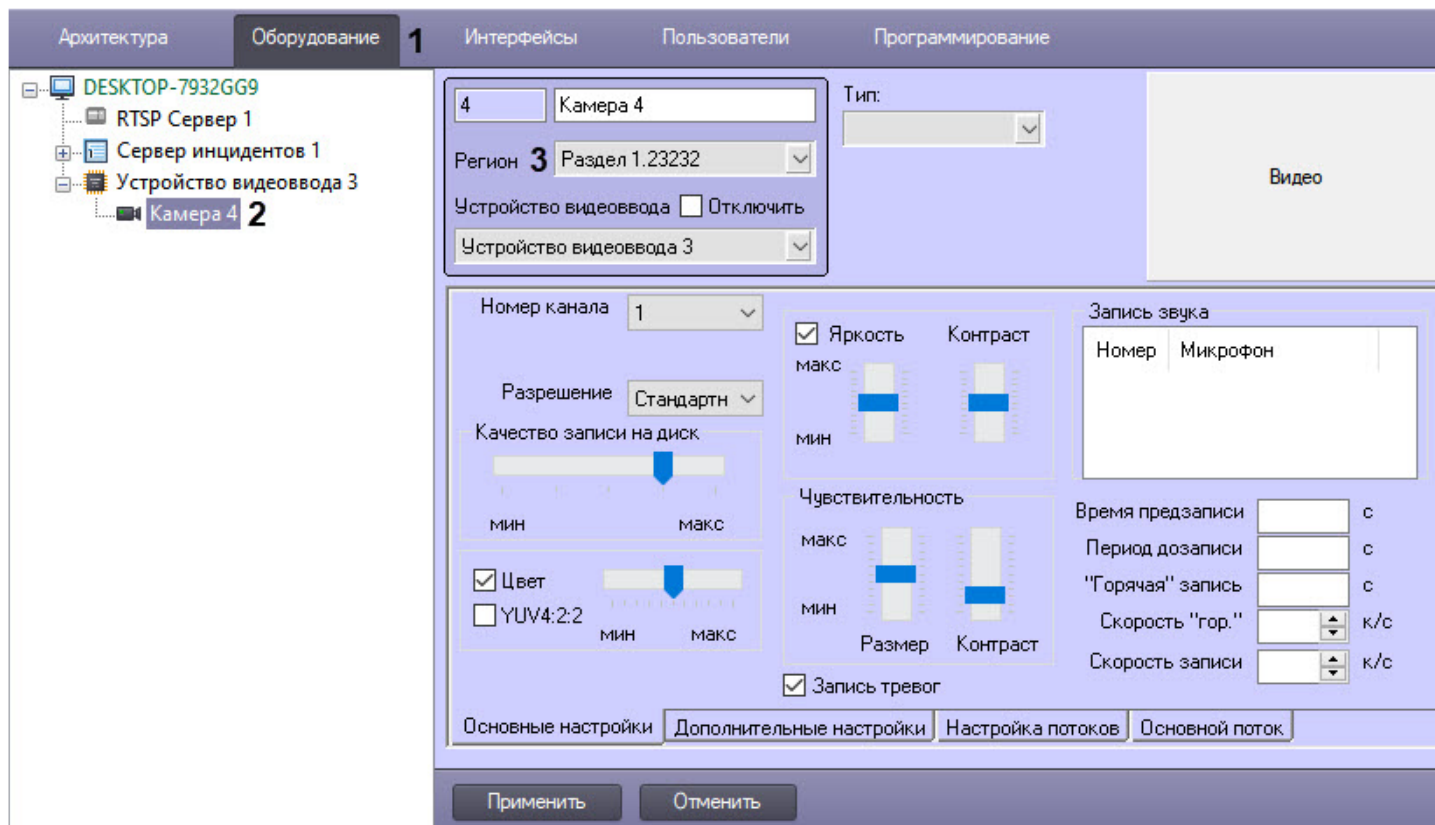 Архитектура Оборудование 1 Интерфейсы Пользователи Программирование
DESKTOP-7932GG9
RTSP Сервер 1
Сервер инцидентов 1
Устройство видеоввода 3
Камера 4 2
4 Камера 4
Регион 3 Раздел 1.23232
Устройство видеоввода Отключить
Устройство видеоввода 3
Тип:
Видео
Номер канала 1
Разрешение Стандартн
Качество записи на диск
мин макс
Цвет
YUV4:2:2
мин макс
Яркость Контраст
макс
мин
Чувствительность
макс
мин
Размер Контраст
Запись тревог
Запись звука
Номер Микрофон
Время предзаписи с
Период дозаписи с
"Горячая" запись с
Скорость "гор." к/с
Скорость записи к/с
Основные настройки Дополнительные настройки Настройка потоков Основной поток
Применить Отменить